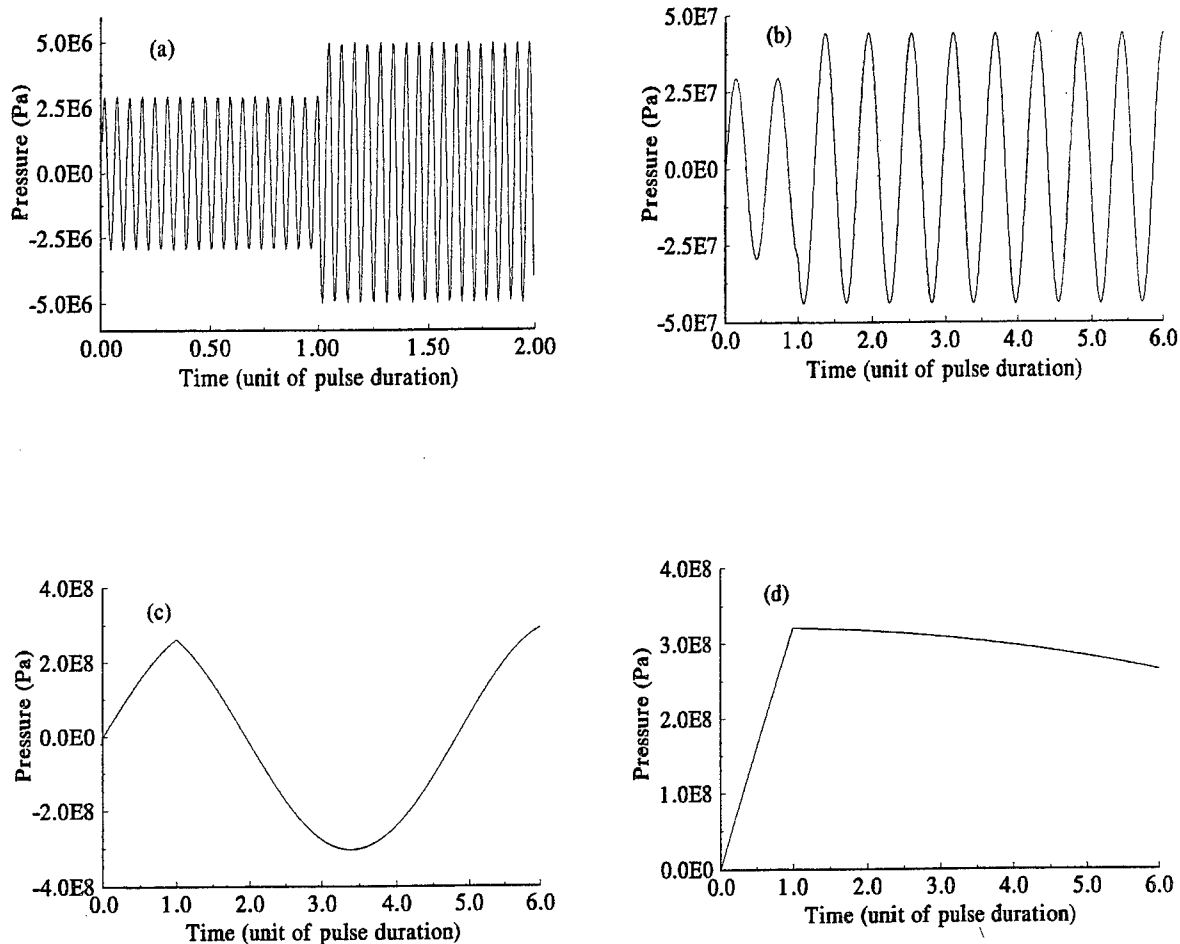 (a)
5.0E6
2.5E6
0.0E0
-2.5E6
-5.0E6
Pressure (Pa)
0.00 0.50 1.00 1.50 2.00
Time (unit of pulse duration)
(b)
5.0E7
2.5E7
0.0E0
-2.5E7
-5.0E7
Pressure (Pa)
0.0 1.0 2.0 3.0 4.0 5.0 6.0
Time (unit of pulse duration)
(c)
4.0E8
2.0E8
0.0E0
-2.0E8
-4.0E8
Pressure (Pa)
0.0 1.0 2.0 3.0 4.0 5.0 6.0
Time (unit of pulse duration)
(d)
4.0E8
3.0E8
2.0E8
1.0E8
0.0E0
Pressure (Pa)
0.0 1.0 2.0 3.0 4.0 5.0 6.0
Time (unit of pulse duration)